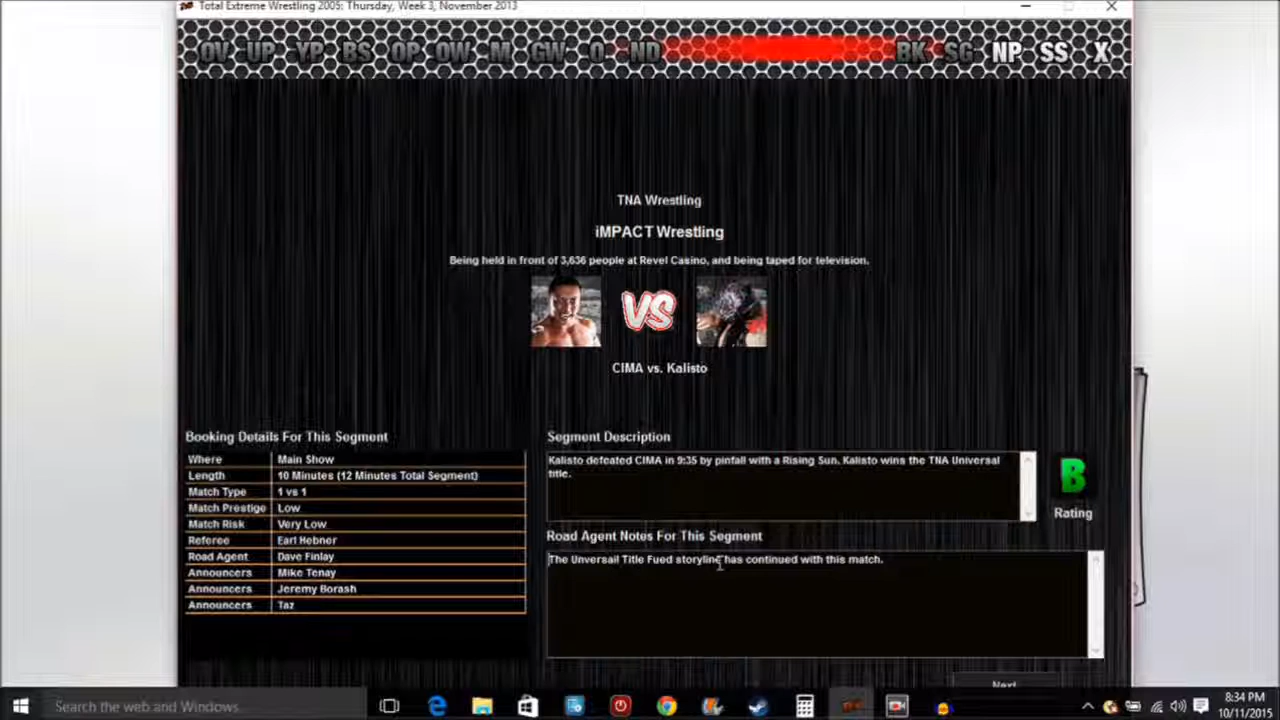 Total Extreme Wrestling 2005: Thursday, Week 3, November 2013
OV UP YP BS OP OW M GW O ND BK SG NP SS X
TNA Wrestling
iMPACT Wrestling
Being held in front of 3,636 people at Revel Casino, and being taped for television.
VS
CIMA vs. Kalisto
Booking Details For This Segment
Where Main Show
Length 10 Minutes (12 Minutes Total Segment)
Match Type 1 vs 1
Match Prestige Low
Match Risk Very Low
Referee Earl Hebner
Road Agent Dave Finlay
Announcers Mike Tenay
Announcers Jeremy Borash
Announcers Taz
Segment Description
Kalisto defeated CIMA in 9:35 by pinfall with a Rising Sun. Kalisto wins the TNA Universal
title.
B
Rating
Road Agent Notes For This Segment
The Unversail Title Fued storyline has continued with this match.
Next
Search the web and Windows
8:34 PM
10/11/2015